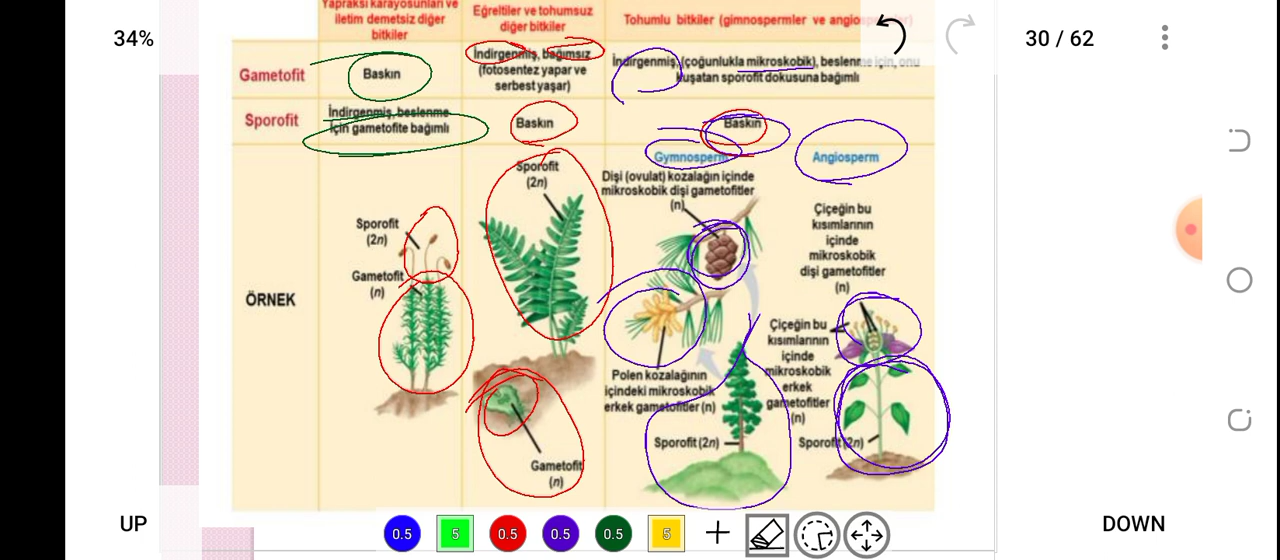 34%
30 / 62
Yapraksı karayosunları ve
iletim demetsiz diğer
bitkiler
Eğreltiler ve tohumsuz
diğer bitkiler
Tohumlu bitkiler (gimnospermler ve
Gametofit
Baskın
İndirgenmiş, bağımsız
(fotosentez yapar ve
serbest yaşar)
İndirgenmiş, (çoğunlukla mikroskobik), beslenme için, onu
kuşatan sporofit dokusuna bağımlı
Sporofit
İndirgenmiş, beslenme
için gametofite bağımlı
Baskın
Baskın
ÖRNEK
Sporofit
(2n)
Gametofit
(n)
Sporofit
(2n)
Gametofit
(n)
Gymnosperm
Dişi (ovulat) kozalağın içinde
mikroskobik dişi gametofitler
(n)
Polen kozalağının
içindeki mikroskobik
erkek gametofitler (n)
Sporofit (2n)
Angiosperm
Çiçeğin bu
kısımlarının
içinde
mikroskobik
dişi gametofitler
(n)
Çiçeğin bu
kısımlarının
içinde
mikroskobik
erkek
gametofitler
(n)
Sporofit (2n)
UP
0.5
5
0.5
0.5
0.5
5
DOWN